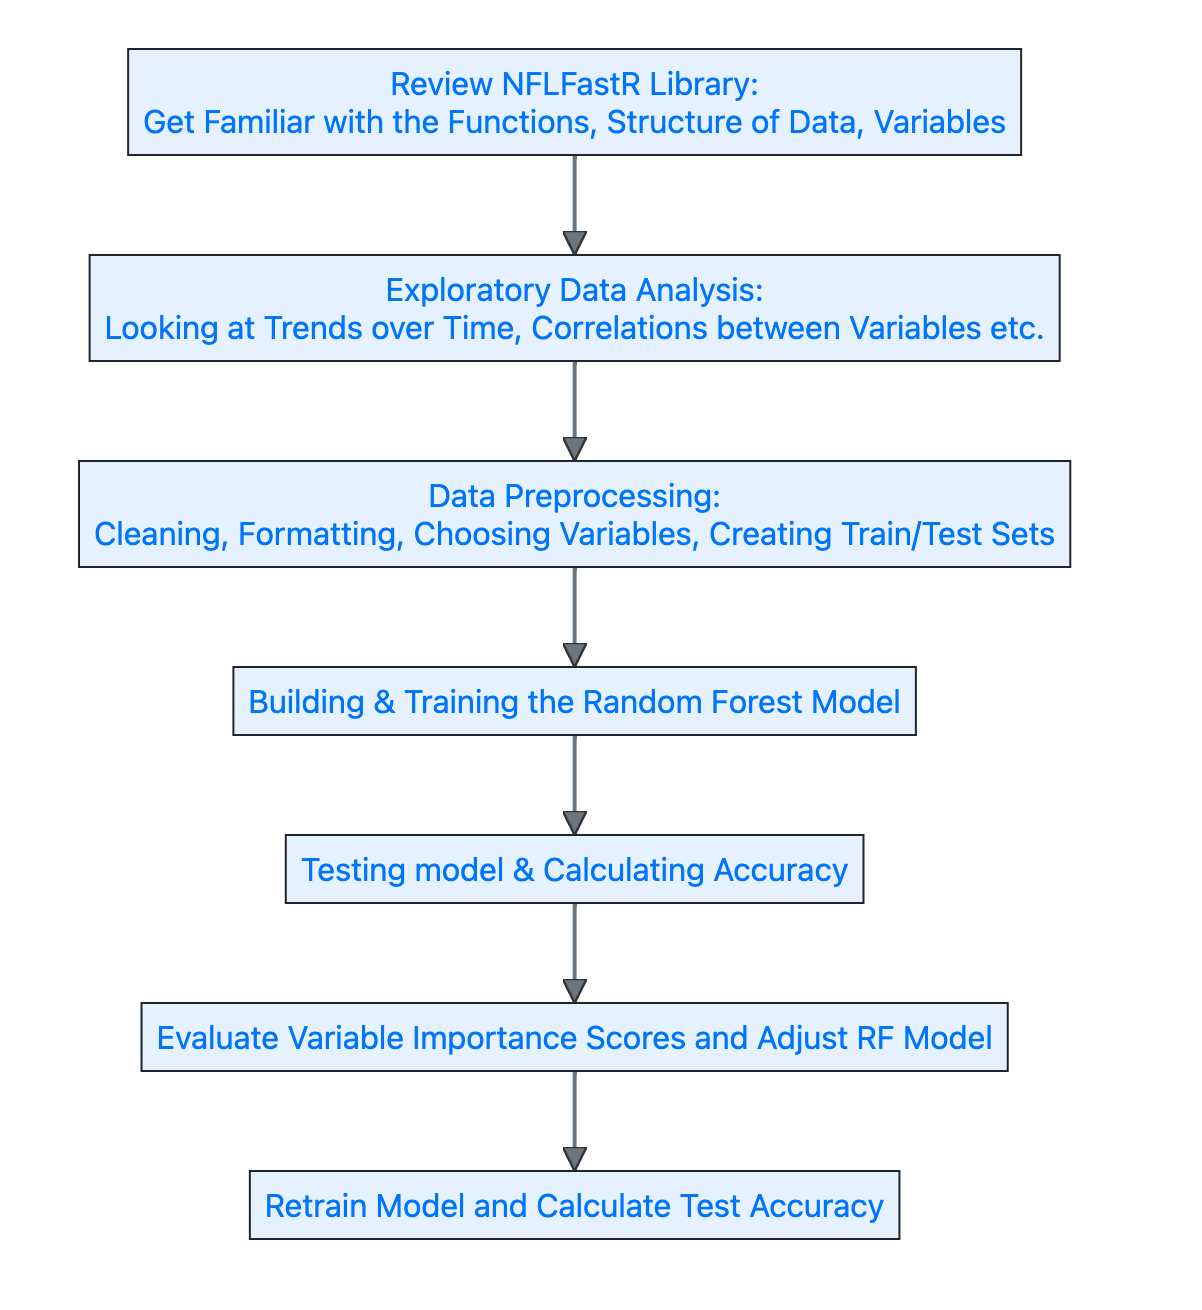 Review NFLFastR Library:
Get Familiar with the Functions, Structure of Data, Variables
Exploratory Data Analysis:
Looking at Trends over Time, Correlations between Variables etc.
Data Preprocessing:
Cleaning, Formatting, Choosing Variables, Creating Train/Test Sets
Building & Training the Random Forest Model
Testing model & Calculating Accuracy
Evaluate Variable Importance Scores and Adjust RF Model
Retrain Model and Calculate Test Accuracy